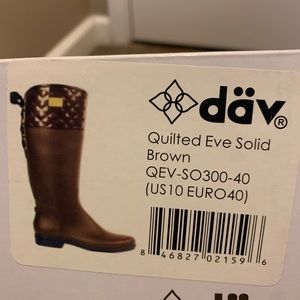 däv®
Quilted Eve Solid
Brown
QEV-SO300-40
(US10 EURO40)
8 46827 02159 6